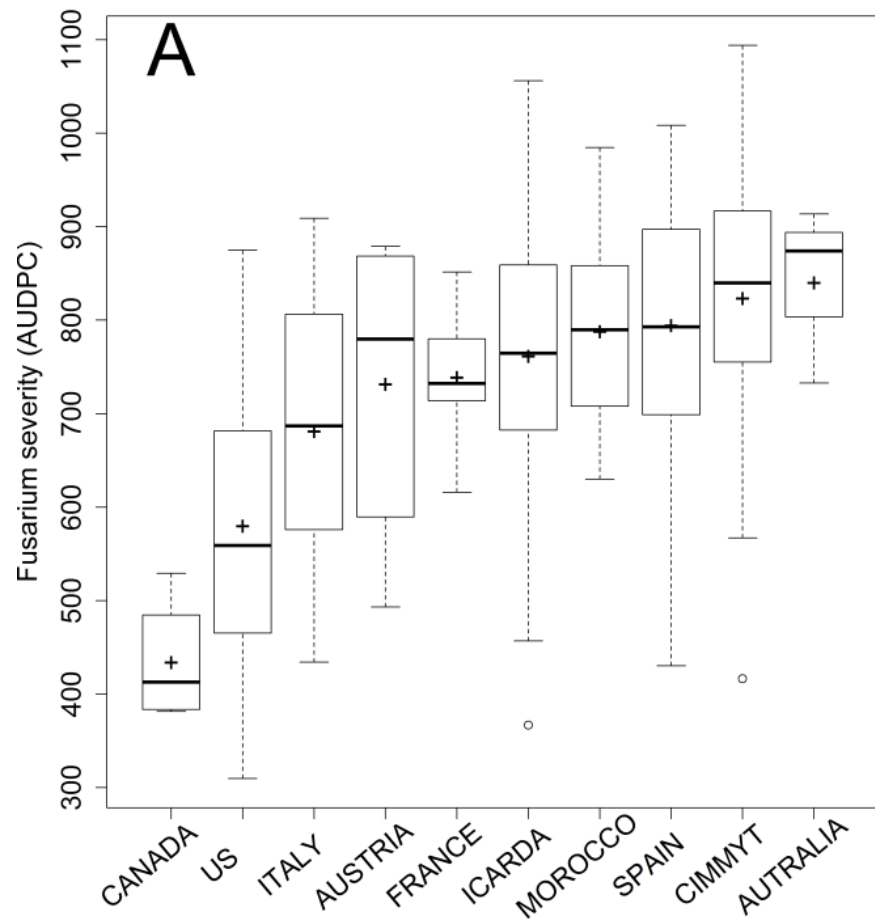 A
Fusarium severity (AUDPC)
1100
1000
900
800
700
600
500
400
300
CANADA
US
ITALY
AUSTRIA
FRANCE
ICARDA
MOROCCO
SPAIN
CIMMYT
AUTRALIA